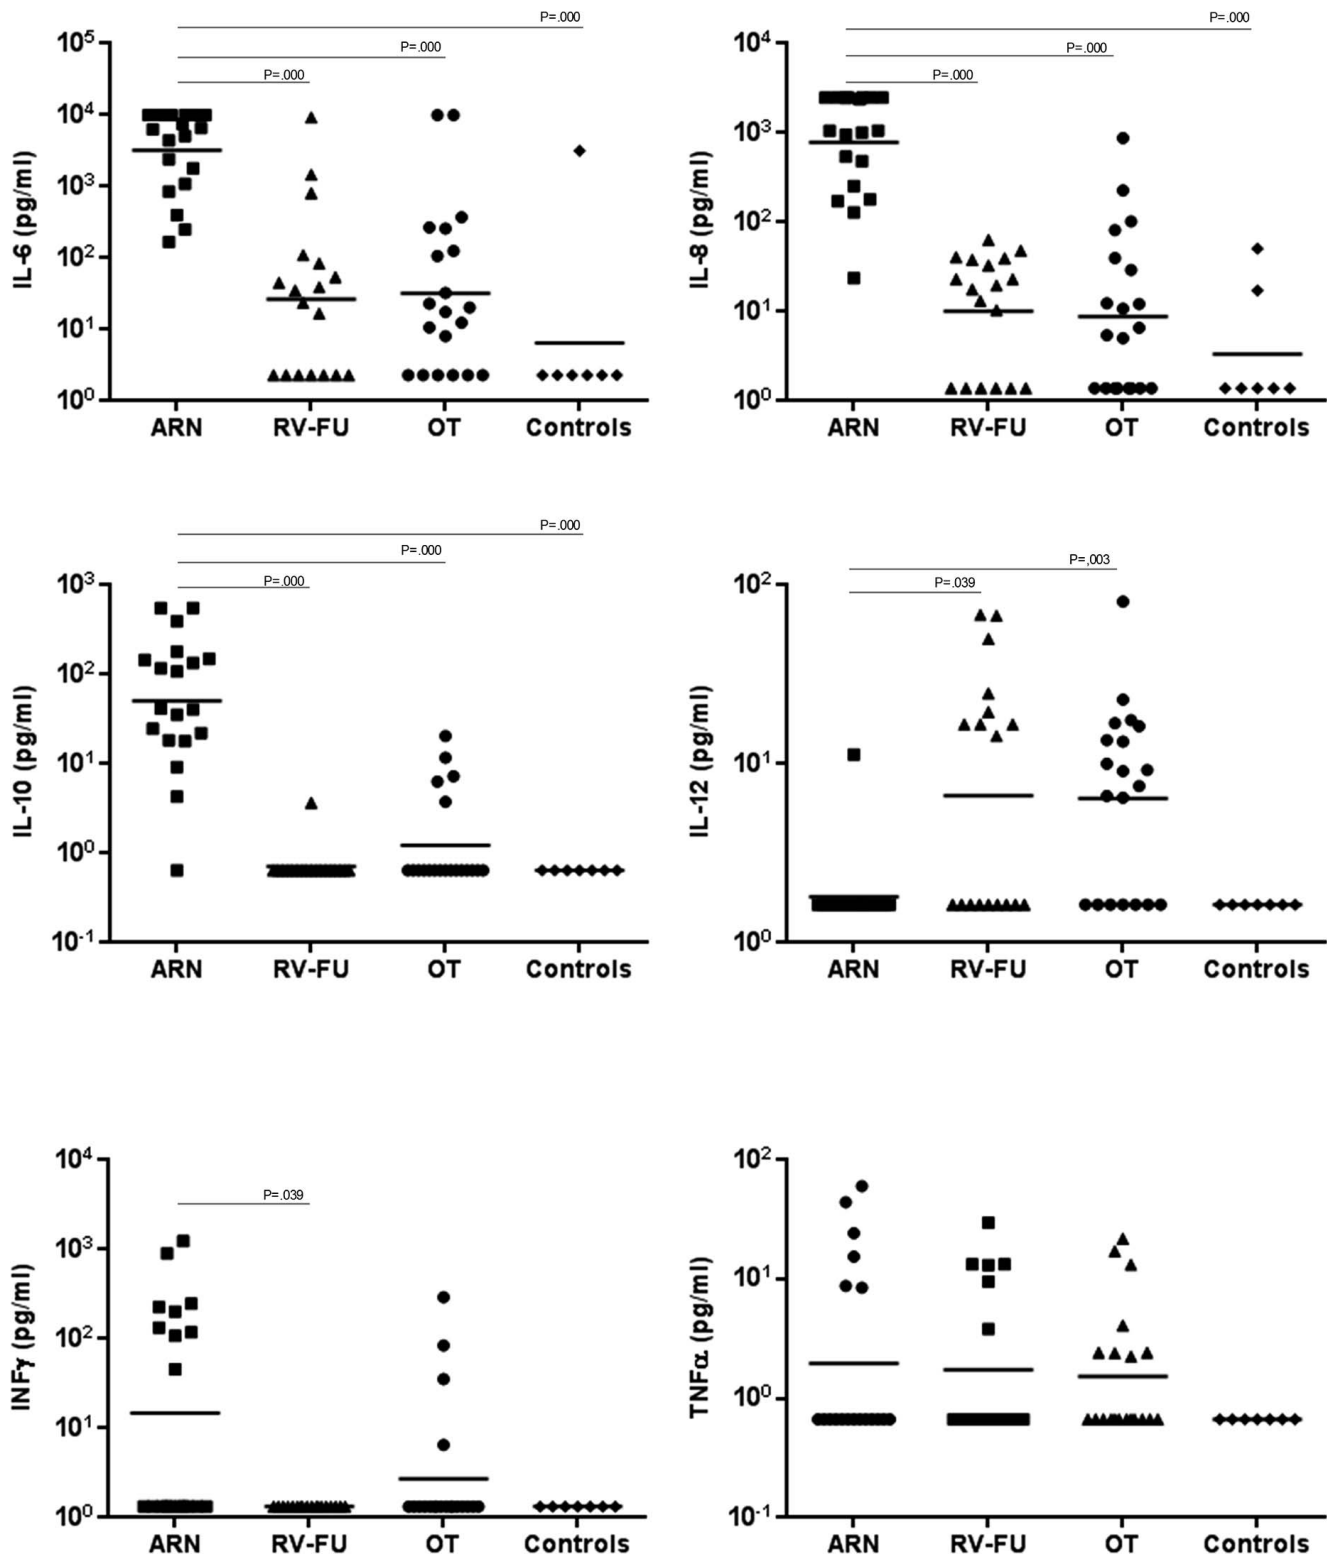 P=.000
P=.000
P=.000
10⁵
10⁴
10³
10²
10¹
10⁰
IL-6 (pg/ml)
ARN RV-FU OT Controls
P=.000
P=.000
P=.000
10⁴
10³
10²
10¹
10⁰
IL-8 (pg/ml)
ARN RV-FU OT Controls
P=.000
P=.000
P=.000
10³
10²
10¹
10⁰
10⁻¹
IL-10 (pg/ml)
ARN RV-FU OT Controls
P=,003
P=.039
10²
10¹
10⁰
IL-12 (pg/ml)
ARN RV-FU OT Controls
P=.039
10⁴
10³
10²
10¹
10⁰
INFγ (pg/ml)
ARN RV-FU OT Controls
10²
10¹
10⁰
10⁻¹
TNFα (pg/ml)
ARN RV-FU OT Controls